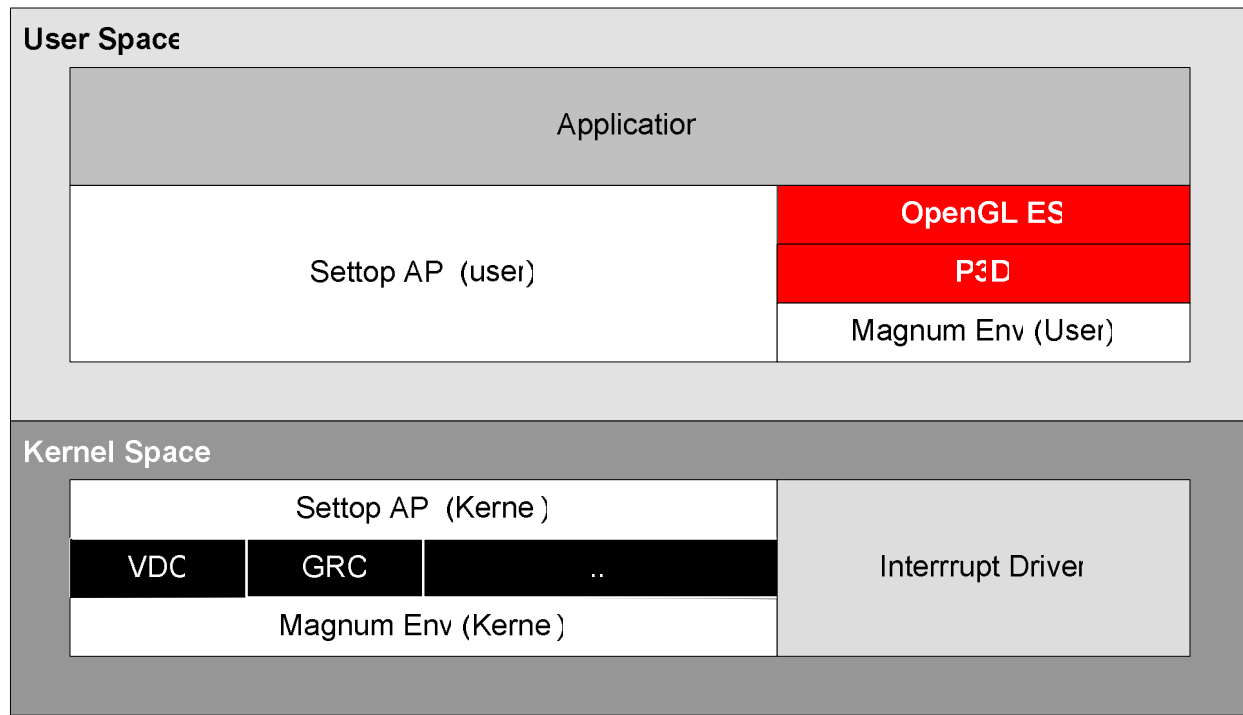 User Space
Application
OpenGL ES
Settop AP (user)
P3D
Magnum Env (User)
Kernel Space
Settop AP (Kerne)
VDC
GRC
..
Interrrupt Driver
Magnum Env (Kerne)